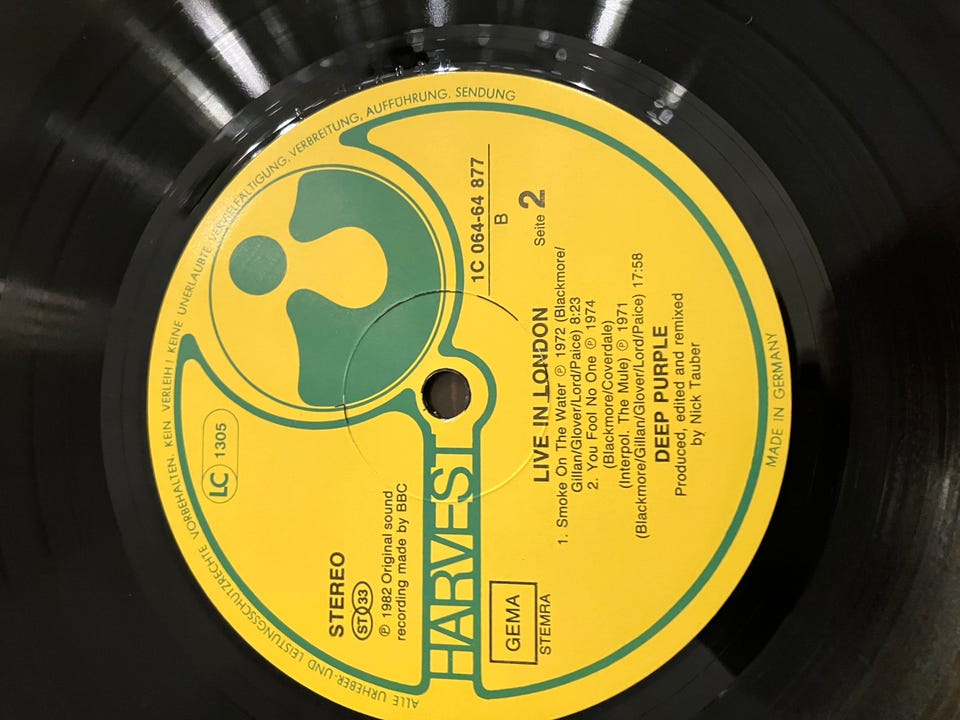 ALLE URHEBER-UND LEISTUNGSSCHUTZRECHTE VORBEHALTEN. KEIN VERLEIH! KEINE UNERLAUBTE VERVIELFÄLTIGUNG, VERBREITUNG, AUFFÜHRUNG, SENDUNG
LC 1305
STEREO
ST 33
℗ 1982 Original sound
recording made by BBC
1C 064-64 877
B
HARVEST
GEMA
STEMRA
Seite 2
LIVE IN LONDON
1. Smoke On The Water ℗ 1972 (Blackmore/
Gillan/Glover/Lord/Paice) 8:23
2. You Fool No One ℗ 1974
(Blackmore/Coverdale)
(Interpol. The Mule) ℗ 1971
(Blackmore/Gillan/Glover/Lord/Paice) 17:58
DEEP PURPLE
Produced, edited and remixed
by Nick Tauber
MADE IN GERMANY